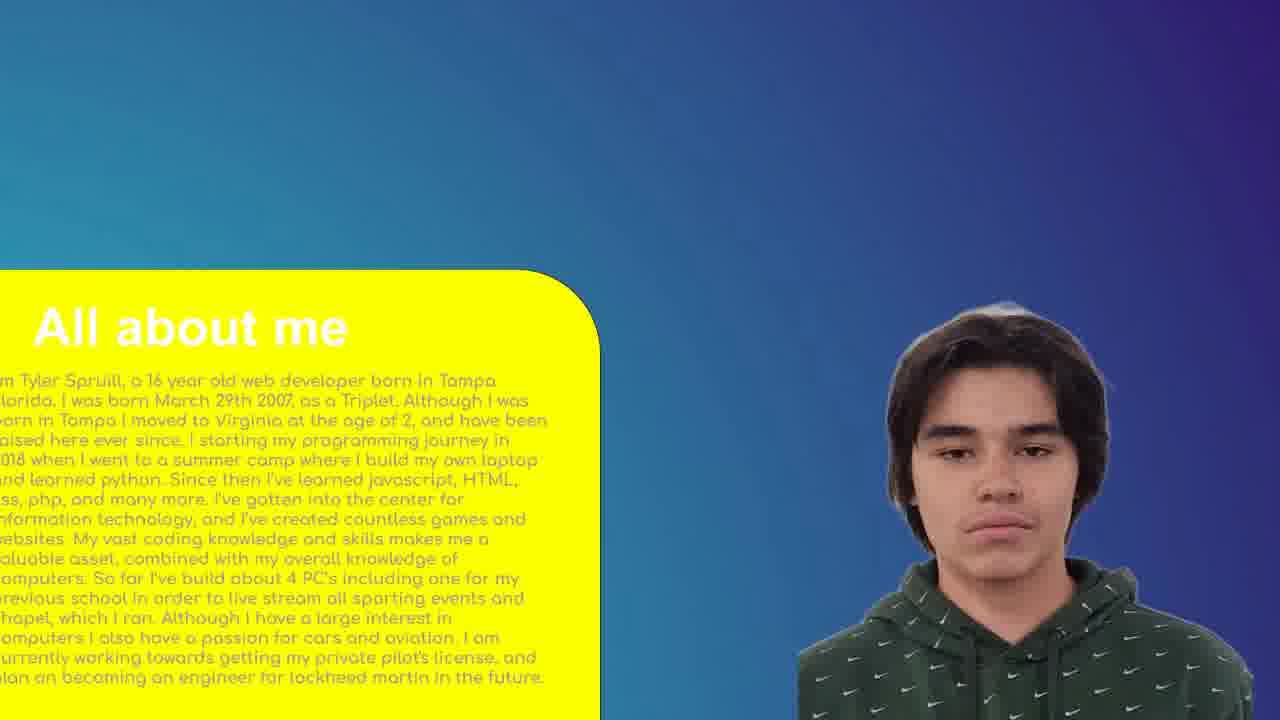 All about me
m Tyler Spruill, a 16 year old web developer born in Tampa
lorida. I was born March 29th 2007, as a Triplet. Although I was
orn in Tampa I moved to Virginia at the age of 2, and have been
aised here ever since. I starting my programming journey in
018 when I went to a summer camp where I build my own laptop
nd learned python. Since then I've learned javascript, HTML,
ss, php, and many more. I've gotten into the center for
nformation technology, and I've created countless games and
ebsites. My vast coding knowledge and skills makes me a
aluable asset, combined with my overall knowledge of
omputers. So far I've build about 4 PC's including one for my
revious school in order to live stream all sporting events and
hapel, which I ran. Although I have a large interest in
omputers I also have a passion for cars and aviation. I am
urrently working towards getting my private pilot's license, and
lan on becoming an engineer for lockheed martin in the future.